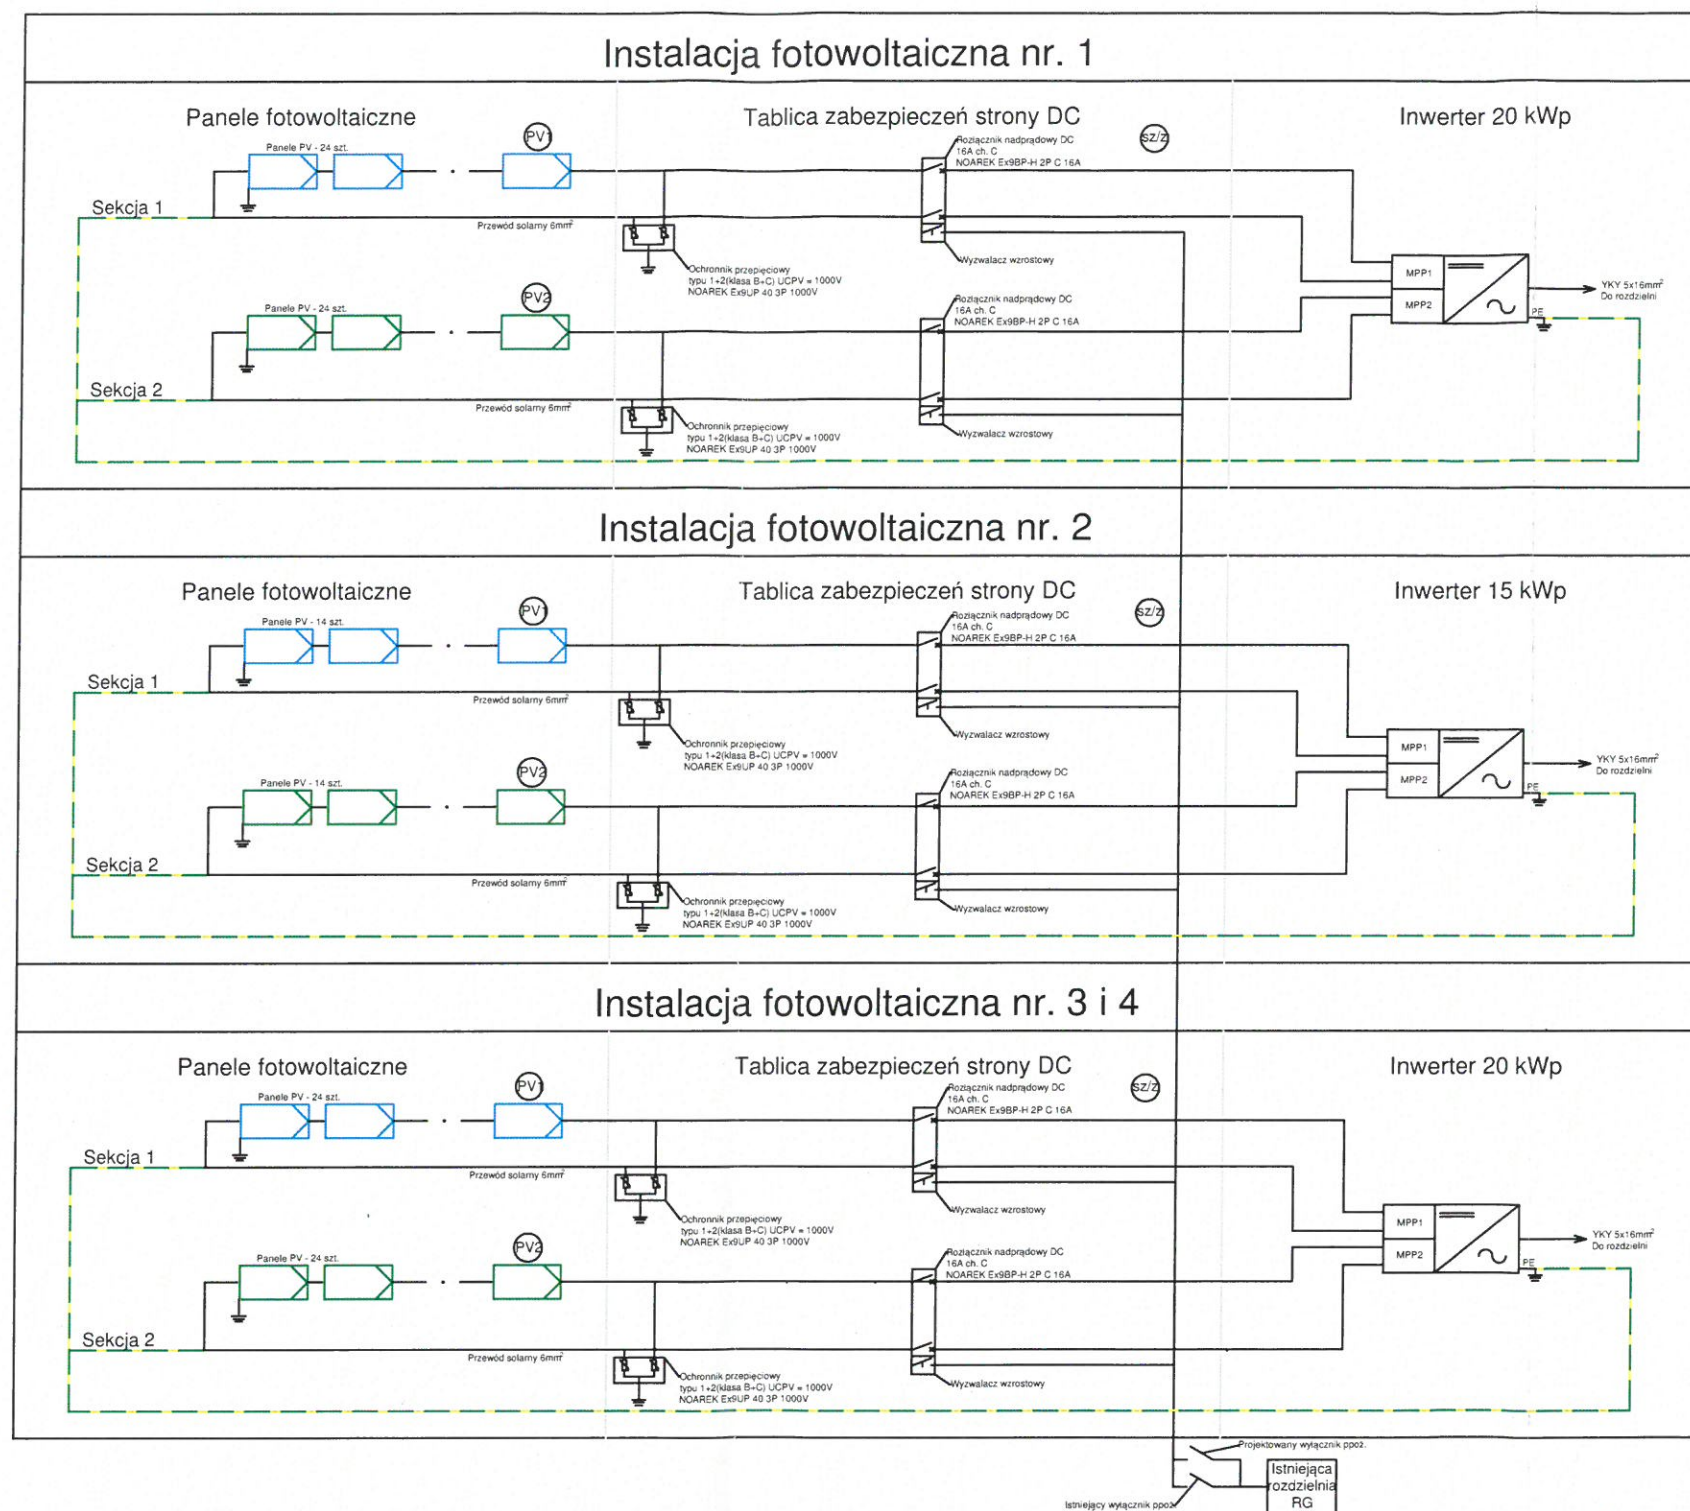 Instalacja fotowoltaiczna nr. 1
Panele fotowoltaiczne
Tablica zabezpieczeń strony DC
Inwerter 20 kWp
Panele PV - 24 szt.
PV1
Rozłącznik nadprądowy DC
16A ch. C
NOAREK Ex9BP-H 2P C 16A
sz/z
Sekcja 1
Przewód solarny 6mm²
Ochronnik przepięciowy
typu 1+2(klasa B+C) UCPV = 1000V
NOAREK Ex9UP 40 3P 1000V
Wyzwalacz wzrostowy
Panele PV - 24 szt.
PV2
Rozłącznik nadprądowy DC
16A ch. C
NOAREK Ex9BP-H 2P C 16A
MPP1
MPP2
PE
YKY 5x16mm²
Do rozdzielni
Sekcja 2
Przewód solarny 6mm²
Ochronnik przepięciowy
typu 1+2(klasa B+C) UCPV = 1000V
NOAREK Ex9UP 40 3P 1000V
Wyzwalacz wzrostowy
Instalacja fotowoltaiczna nr. 2
Panele fotowoltaiczne
Tablica zabezpieczeń strony DC
Inwerter 15 kWp
Panele PV - 14 szt.
PV1
Rozłącznik nadprądowy DC
16A ch. C
NOAREK Ex9BP-H 2P C 16A
sz/z
Sekcja 1
Przewód solarny 6mm²
Ochronnik przepięciowy
typu 1+2(klasa B+C) UCPV = 1000V
NOAREK Ex9UP 40 3P 1000V
Wyzwalacz wzrostowy
Panele PV - 14 szt.
PV2
Rozłącznik nadprądowy DC
16A ch. C
NOAREK Ex9BP-H 2P C 16A
MPP1
MPP2
PE
YKY 5x16mm²
Do rozdzielni
Sekcja 2
Przewód solarny 6mm²
Ochronnik przepięciowy
typu 1+2(klasa B+C) UCPV = 1000V
NOAREK Ex9UP 40 3P 1000V
Wyzwalacz wzrostowy
Instalacja fotowoltaiczna nr. 3 i 4
Panele fotowoltaiczne
Tablica zabezpieczeń strony DC
Inwerter 20 kWp
Panele PV - 24 szt.
PV1
Rozłącznik nadprądowy DC
16A ch. C
NOAREK Ex9BP-H 2P C 16A
sz/z
Sekcja 1
Przewód solarny 6mm²
Ochronnik przepięciowy
typu 1+2(klasa B+C) UCPV = 1000V
NOAREK Ex9UP 40 3P 1000V
Wyzwalacz wzrostowy
Panele PV - 24 szt.
PV2
Rozłącznik nadprądowy DC
16A ch. C
NOAREK Ex9BP-H 2P C 16A
MPP1
MPP2
PE
YKY 5x16mm²
Do rozdzielni
Sekcja 2
Przewód solarny 6mm²
Ochronnik przepięciowy
typu 1+2(klasa B+C) UCPV = 1000V
NOAREK Ex9UP 40 3P 1000V
Wyzwalacz wzrostowy
Projektowany wyłącznik ppoż.
Istniejąca
rozdzielnia
RG
Istniejący wyłącznik ppoż.